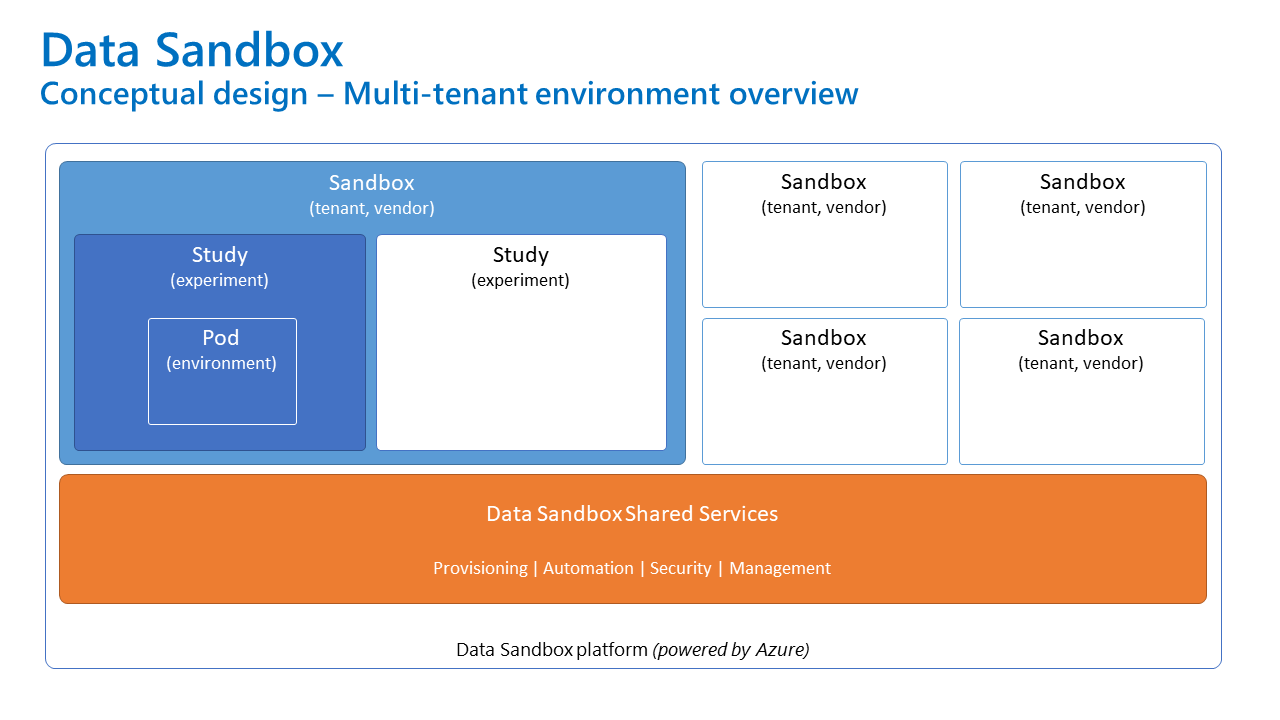 Data Sandbox
Conceptual design – Multi-tenant environment overview
Sandbox
(tenant, vendor)
Study
(experiment)
Pod
(environment)
Study
(experiment)
Sandbox
(tenant, vendor)
Sandbox
(tenant, vendor)
Sandbox
(tenant, vendor)
Sandbox
(tenant, vendor)
Data Sandbox Shared Services
Provisioning | Automation | Security | Management
Data Sandbox platform (powered by Azure)